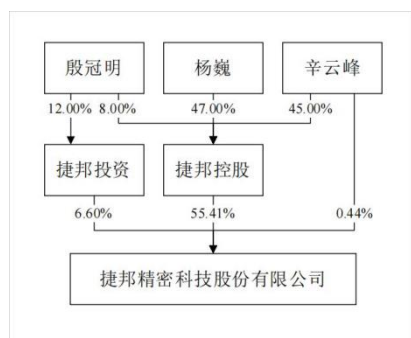 殷冠明 杨巍 辛云峰
12.00% 8.00% 47.00% 45.00%
捷邦投资 捷邦控股
6.60% 55.41% 0.44%
捷邦精密科技股份有限公司